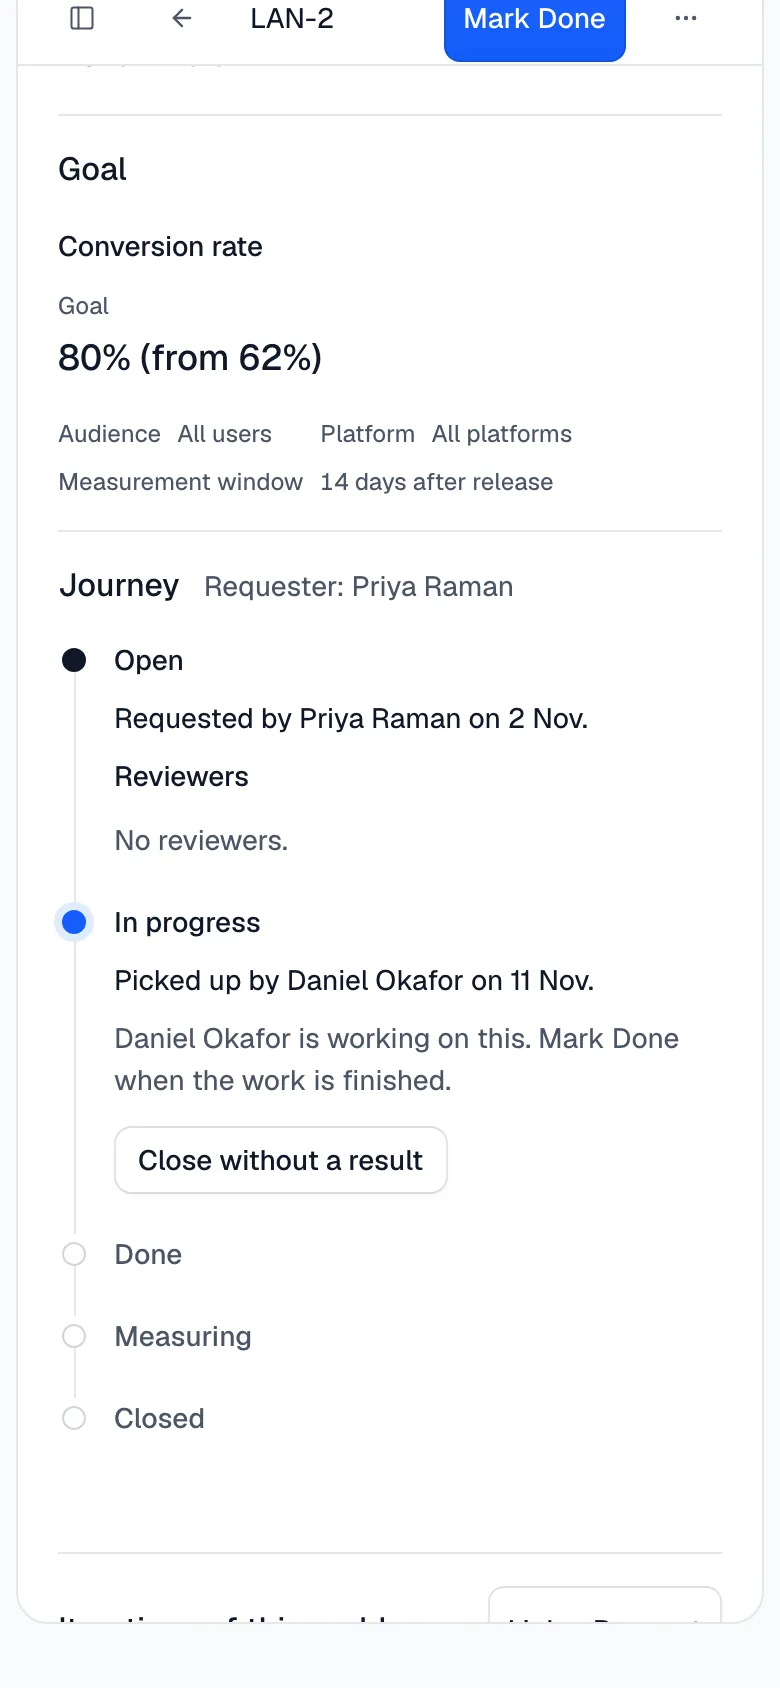 LAN-2
Mark Done
Goal
Conversion rate
Goal
80% (from 62%)
Audience All users Platform All platforms
Measurement window 14 days after release
Journey Requester: Priya Raman
Open
Requested by Priya Raman on 2 Nov.
Reviewers
No reviewers.
In progress
Picked up by Daniel Okafor on 11 Nov.
Daniel Okafor is working on this. Mark Done
when the work is finished.
Close without a result
Done
Measuring
Closed